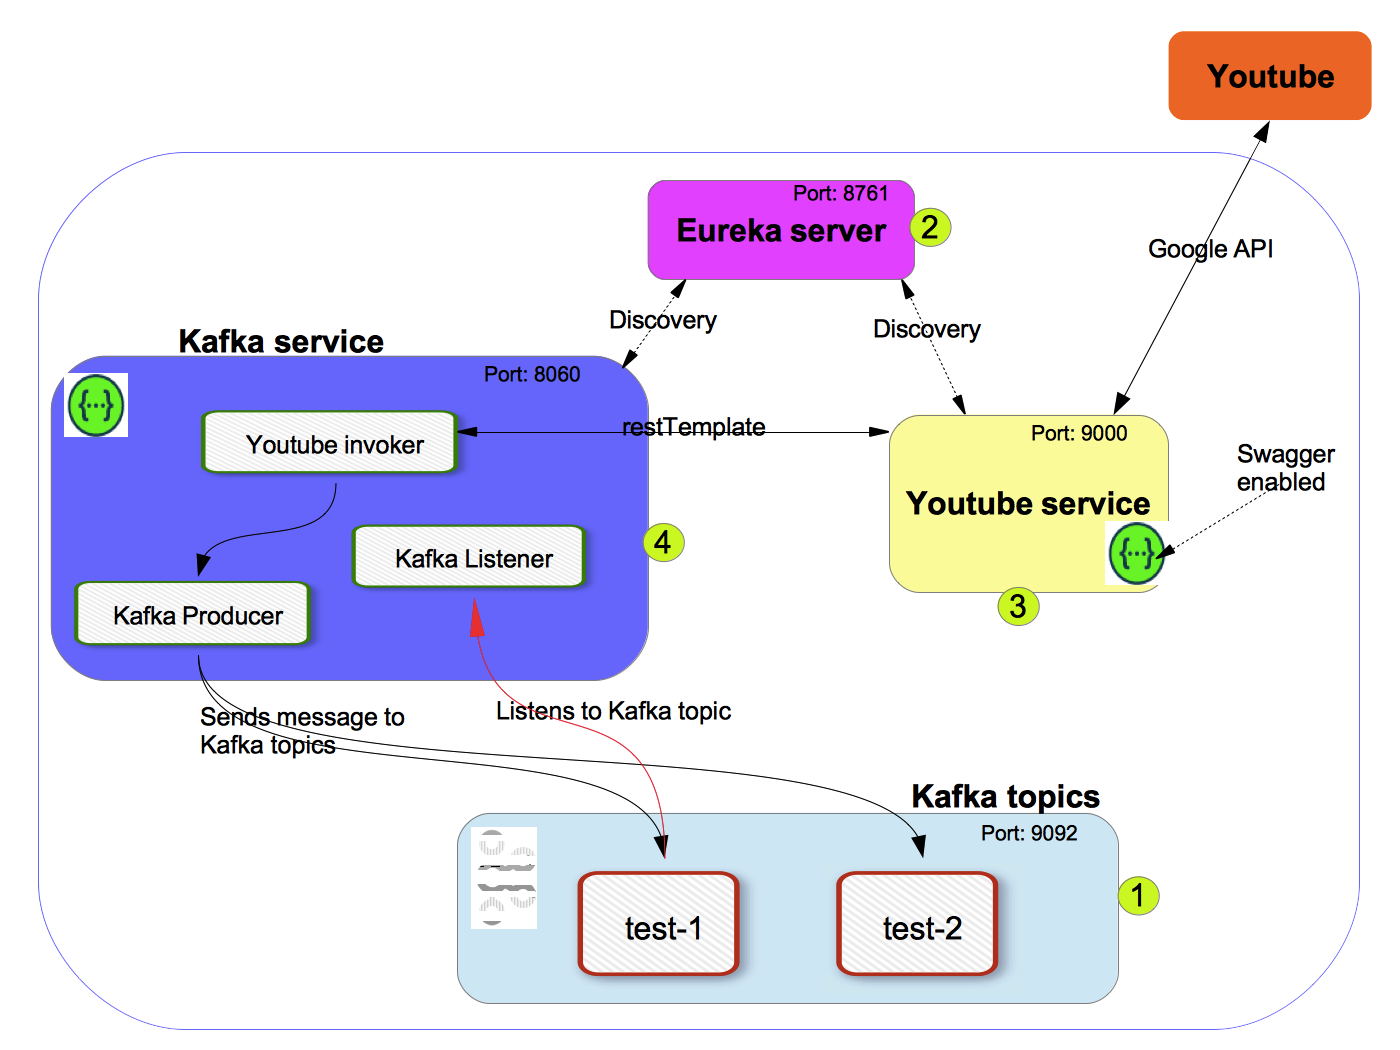 Youtube
Port: 8761
Eureka server
2
Google API
Discovery
Discovery
Kafka service
Port: 8060
{...}
Youtube invoker
restTemplate
Port: 9000
Swagger
enabled
Youtube service
{...}
Kafka Listener
4
Kafka Producer
3
Sends message to
Kafka topics
Listens to Kafka topic
Kafka topics
Port: 9092
1
test-1
test-2